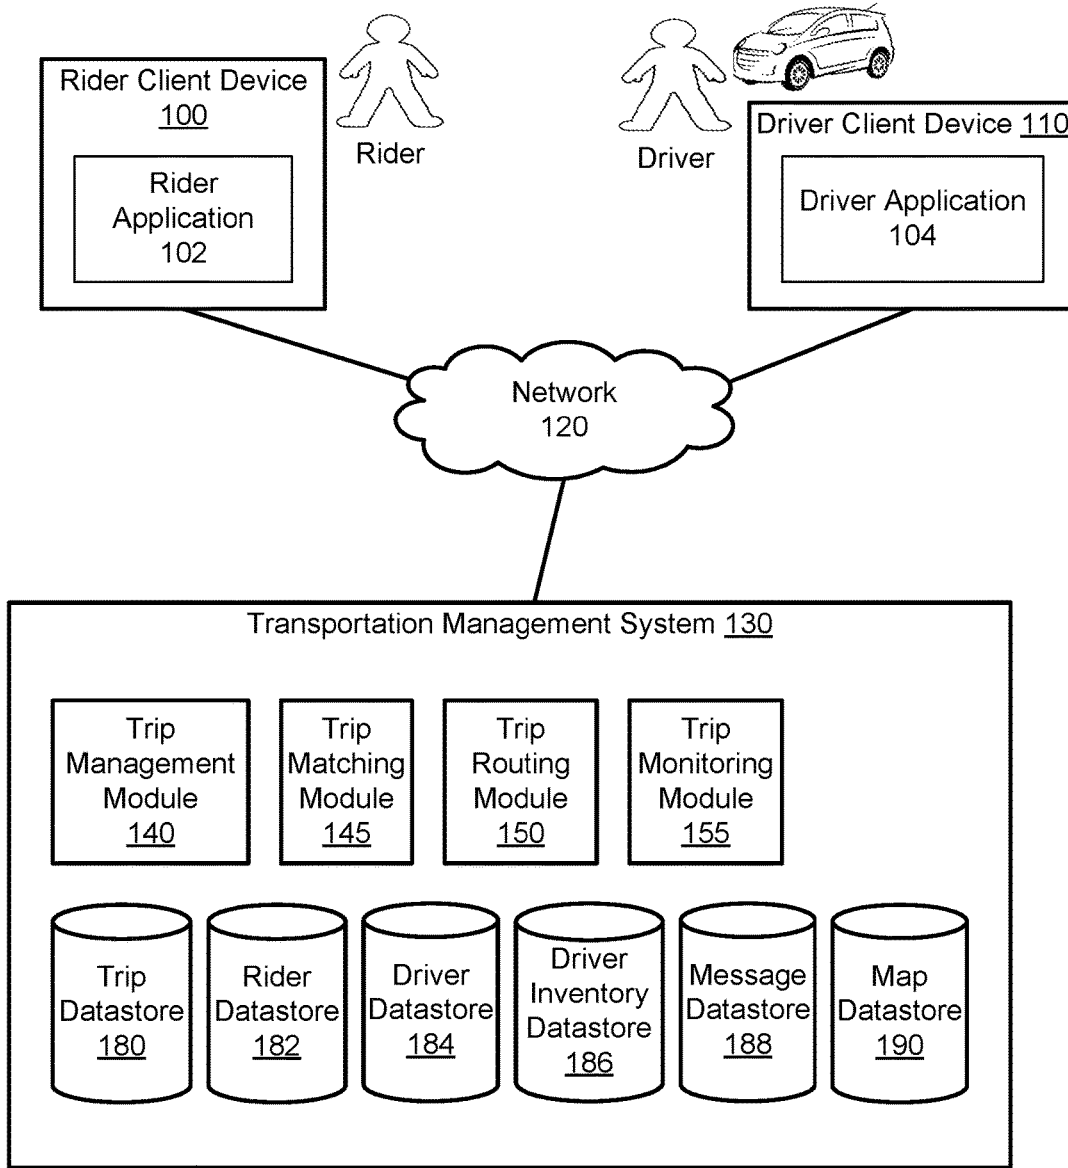 Rider Client Device
100
Rider
Application
102
Rider
Driver
Driver Client Device 110
Driver Application
104
Network
120
Transportation Management System 130
Trip
Management
Module
140
Trip
Matching
Module
145
Trip
Routing
Module
150
Trip
Monitoring
Module
155
Trip
Datastore
180
Rider
Datastore
182
Driver
Datastore
184
Driver
Inventory
Datastore
186
Message
Datastore
188
Map
Datastore
190